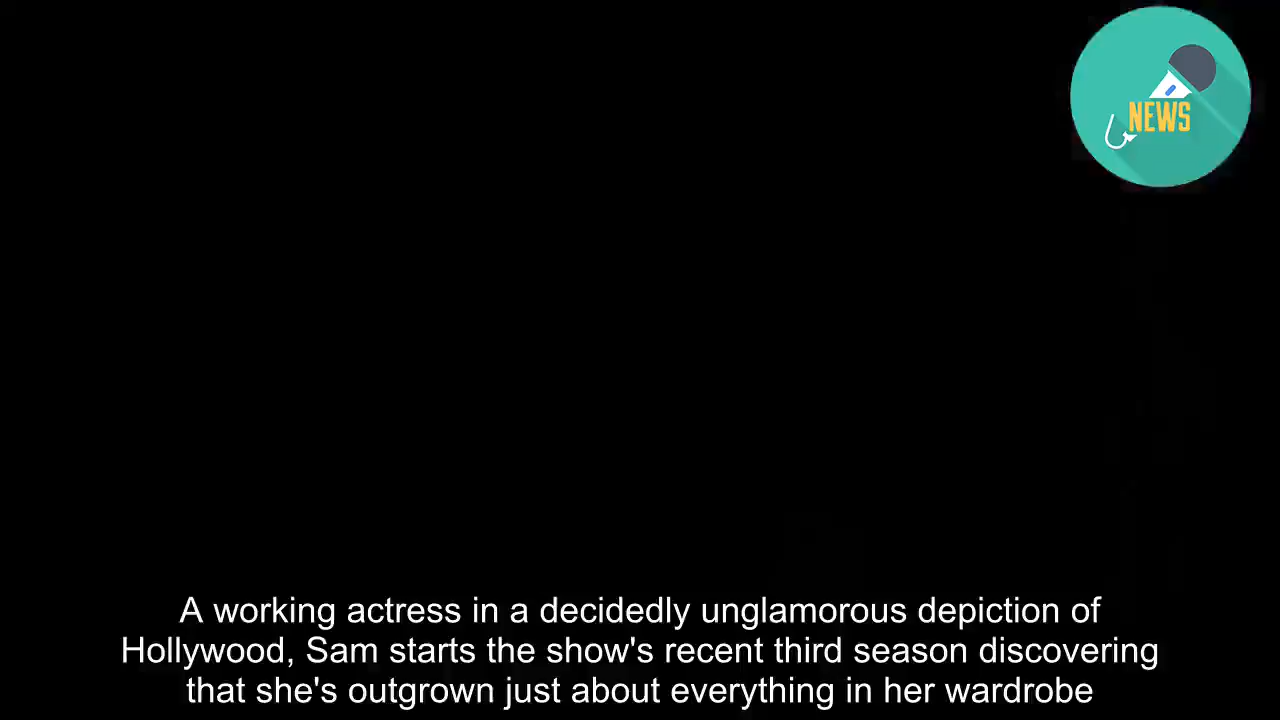 NEWS
A working actress in a decidedly unglamorous depiction of
Hollywood, Sam starts the show's recent third season discovering
that she's outgrown just about everything in her wardrobe